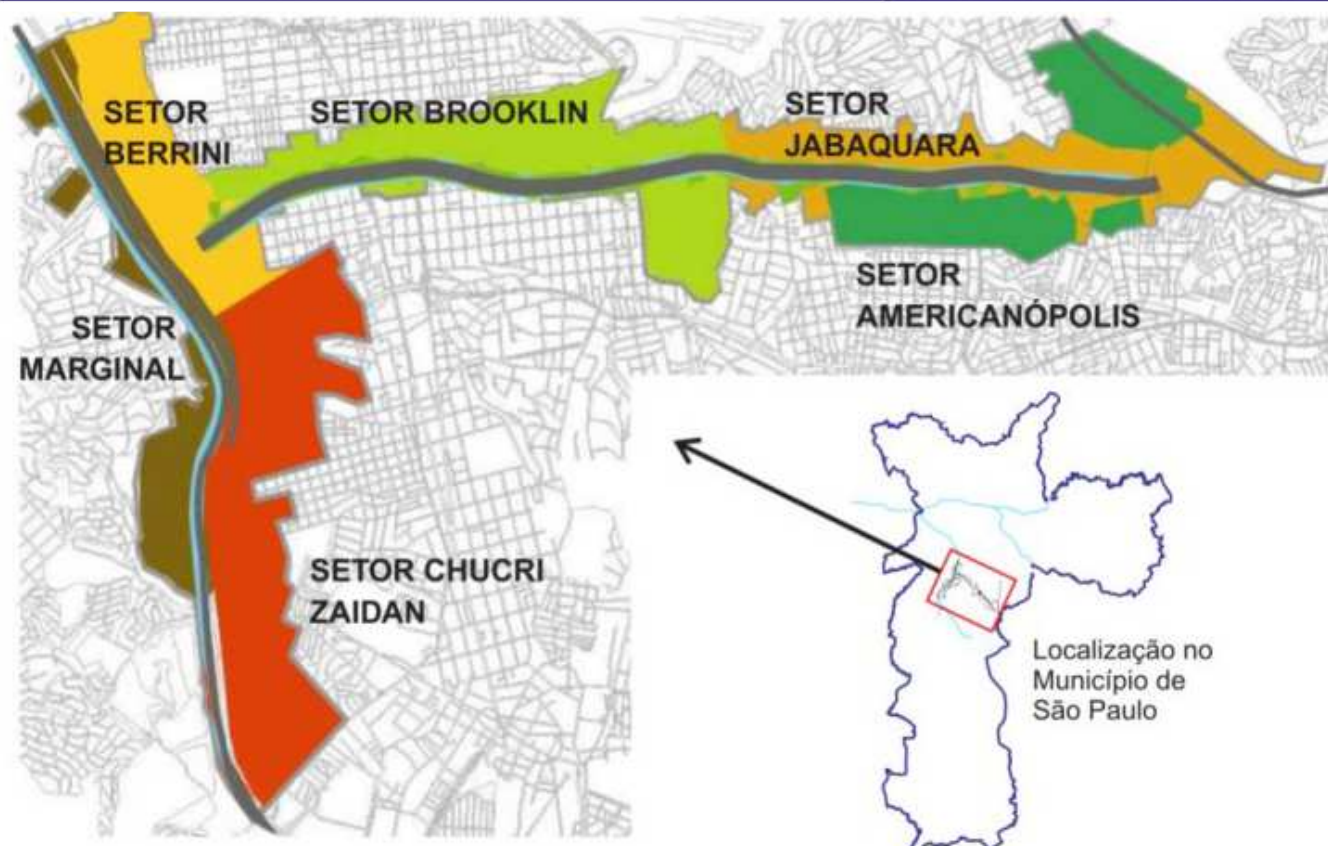 SETOR
BERRINI
SETOR BROOKLIN
SETOR
JABAQUARA
SETOR
AMERICANÓPOLIS
SETOR
MARGINAL
SETOR CHUCRI
ZAIDAN
Localização no
Município de
São Paulo